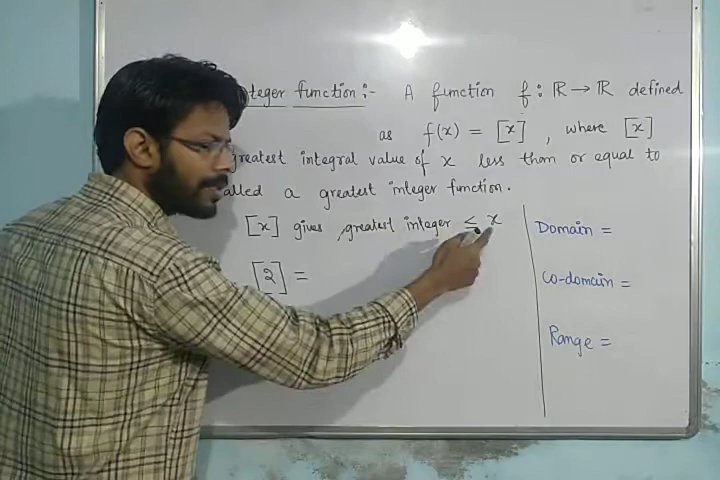 teger function :- A function f : ℝ → ℝ defined
as f(x) = [x] , where [x]
greatest integral value of x less than or equal to
alled a greatest integer function.
[x] gives greatest integer ≤ x
[2] =
Domain =
Co-domain =
Range =